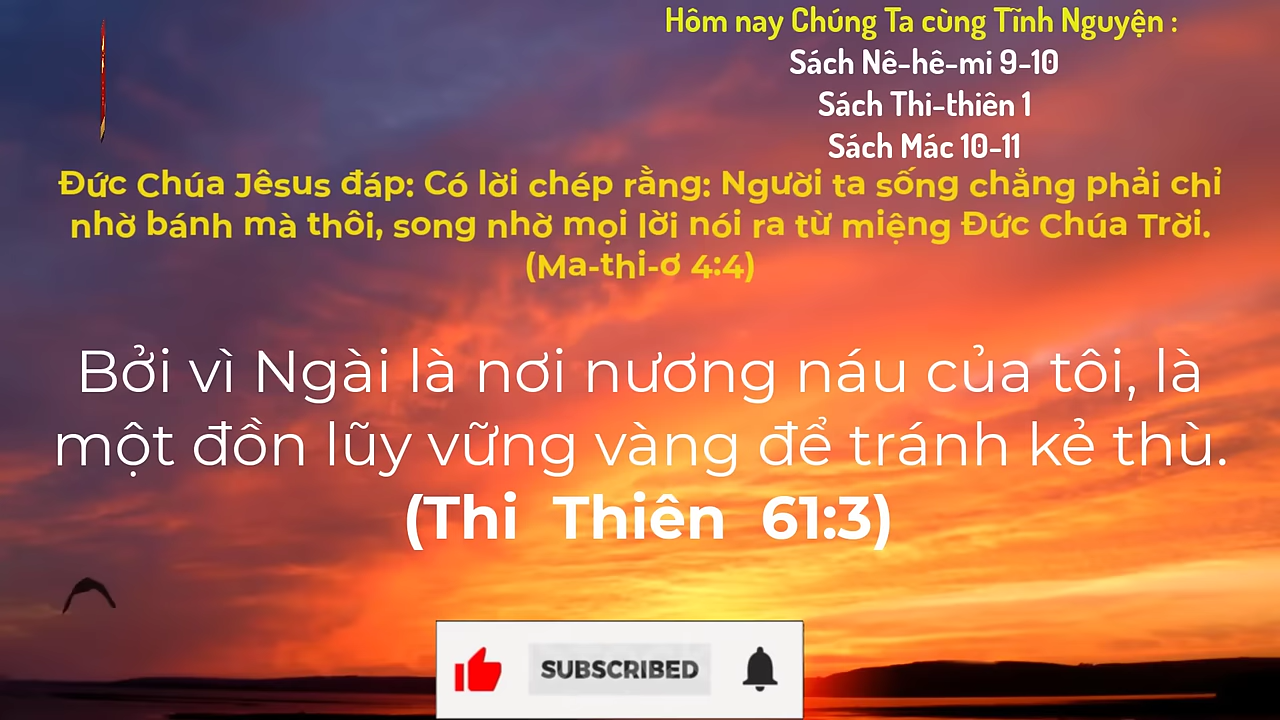 Hôm nay Chúng Ta cùng Tĩnh Nguyện :
Sách Nê-hê-mi 9-10
Sách Thi-thiên 1
Sách Mác 10-11
Đức Chúa Jêsus đáp: Có lời chép rằng: Người ta sống chẳng phải chỉ
nhờ bánh mà thôi, song nhờ mọi lời nói ra từ miệng Đức Chúa Trời.
(Ma-thi-ơ 4:4)
Bởi vì Ngài là nơi nương náu của tôi, là
một đồn lũy vững vàng để tránh kẻ thù.
(Thi Thiên 61:3)
SUBSCRIBED